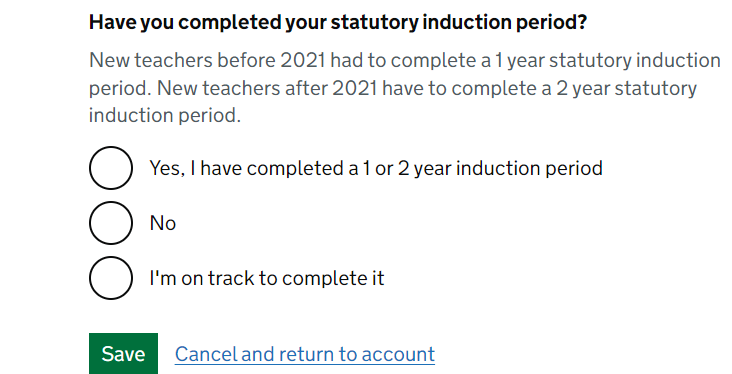 Have you completed your statutory induction period?
New teachers before 2021 had to complete a 1 year statutory induction
period. New teachers after 2021 have to complete a 2 year statutory
induction period.
Yes, I have completed a 1 or 2 year induction period
No
I'm on track to complete it
Save Cancel and return to account